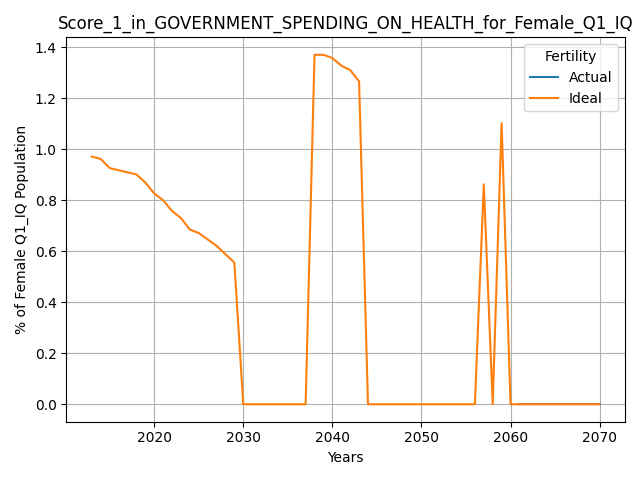 Score_1_in_GOVERNMENT_SPENDING_ON_HEALTH_for_Female_Q1_IQ
Fertility
Actual
Ideal
% of Female Q1_IQ Population
1.4
1.2
1.0
0.8
0.6
0.4
0.2
0.0
2020 2030 2040 2050 2060 2070
Years